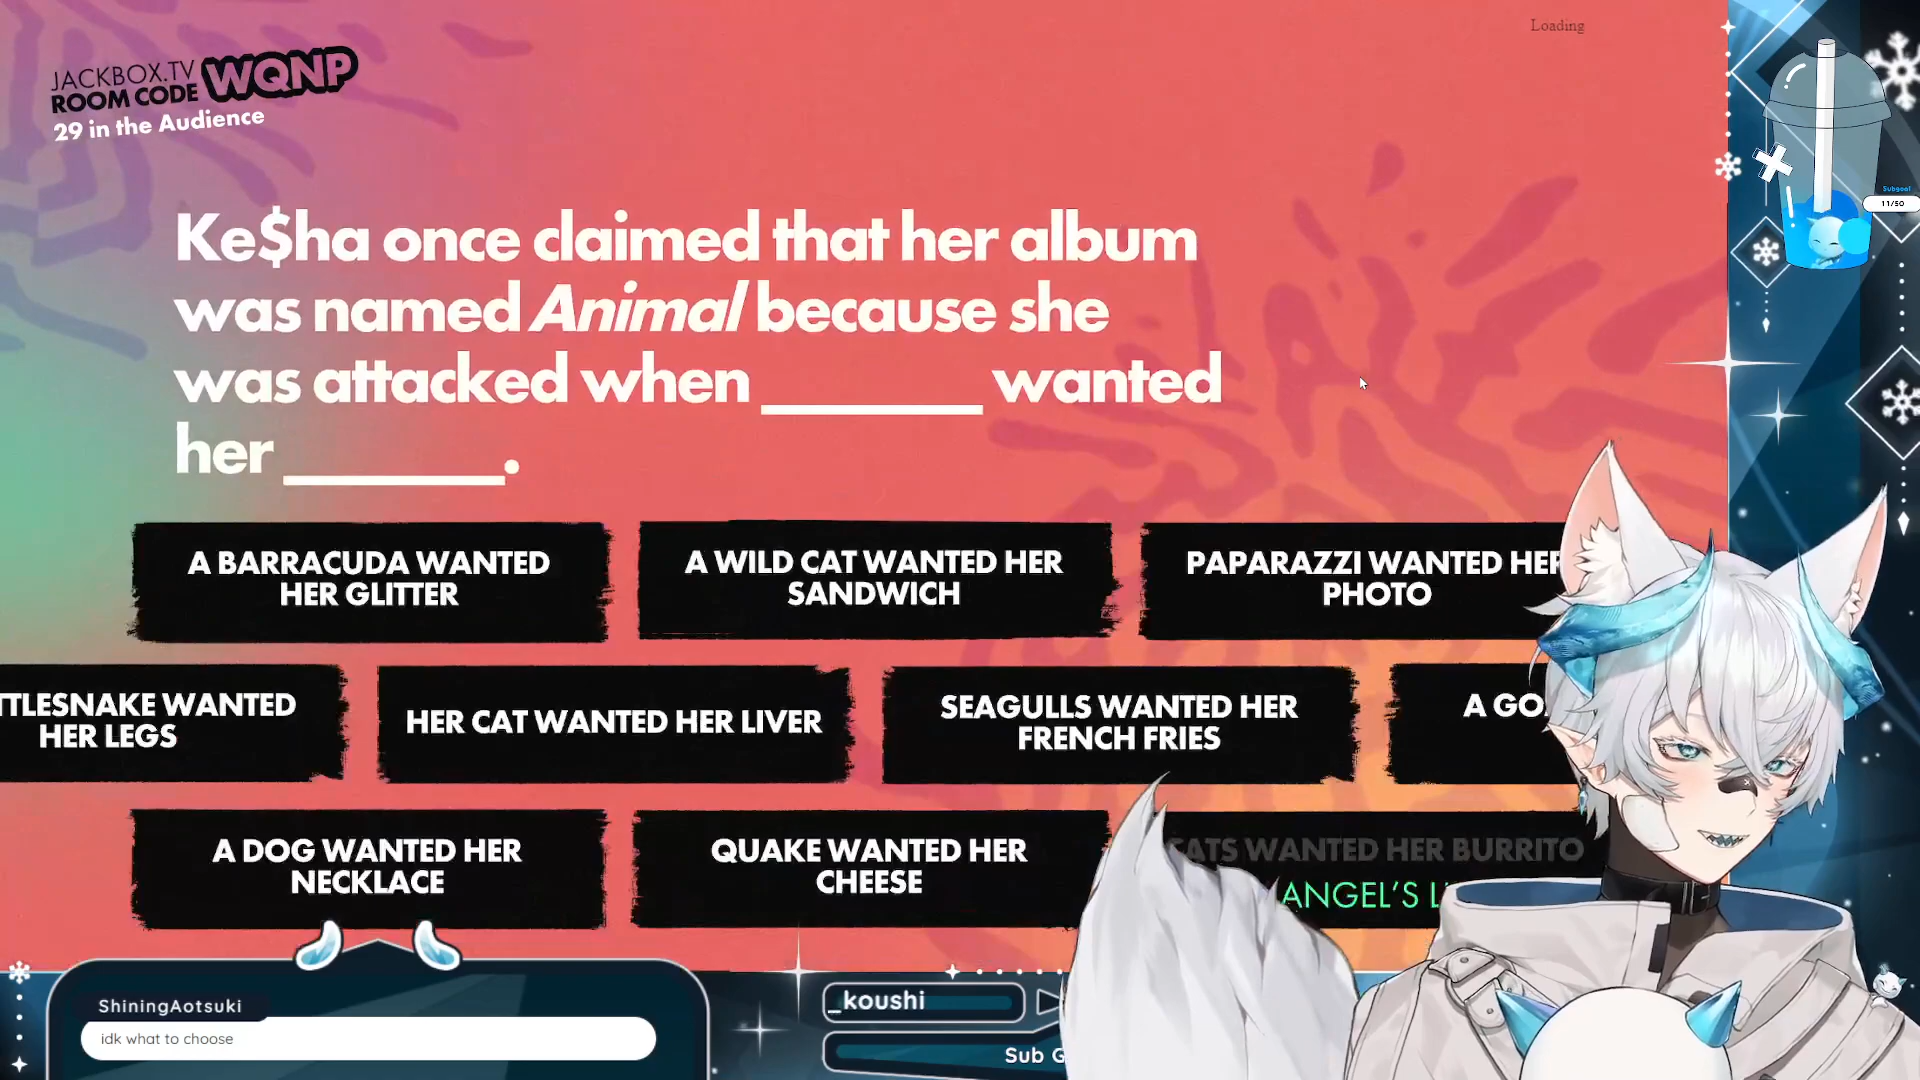 Loading
JACKBOX.TV
ROOM CODE WQNP
29 in the Audience
Subgoal
11/50
Ke$ha once claimed that her album
was named Animal because she
was attacked when ______ wanted
her ______.
A BARRACUDA WANTED
HER GLITTER
A WILD CAT WANTED HER
SANDWICH
PAPARAZZI WANTED HER
PHOTO
TTLESNAKE WANTED
HER LEGS
HER CAT WANTED HER LIVER
SEAGULLS WANTED HER
FRENCH FRIES
A GO
A DOG WANTED HER
NECKLACE
QUAKE WANTED HER
CHEESE
CATS WANTED HER BURRITO
ANGEL'S L
ShiningAotsuki
idk what to choose
_koushi
Sub G